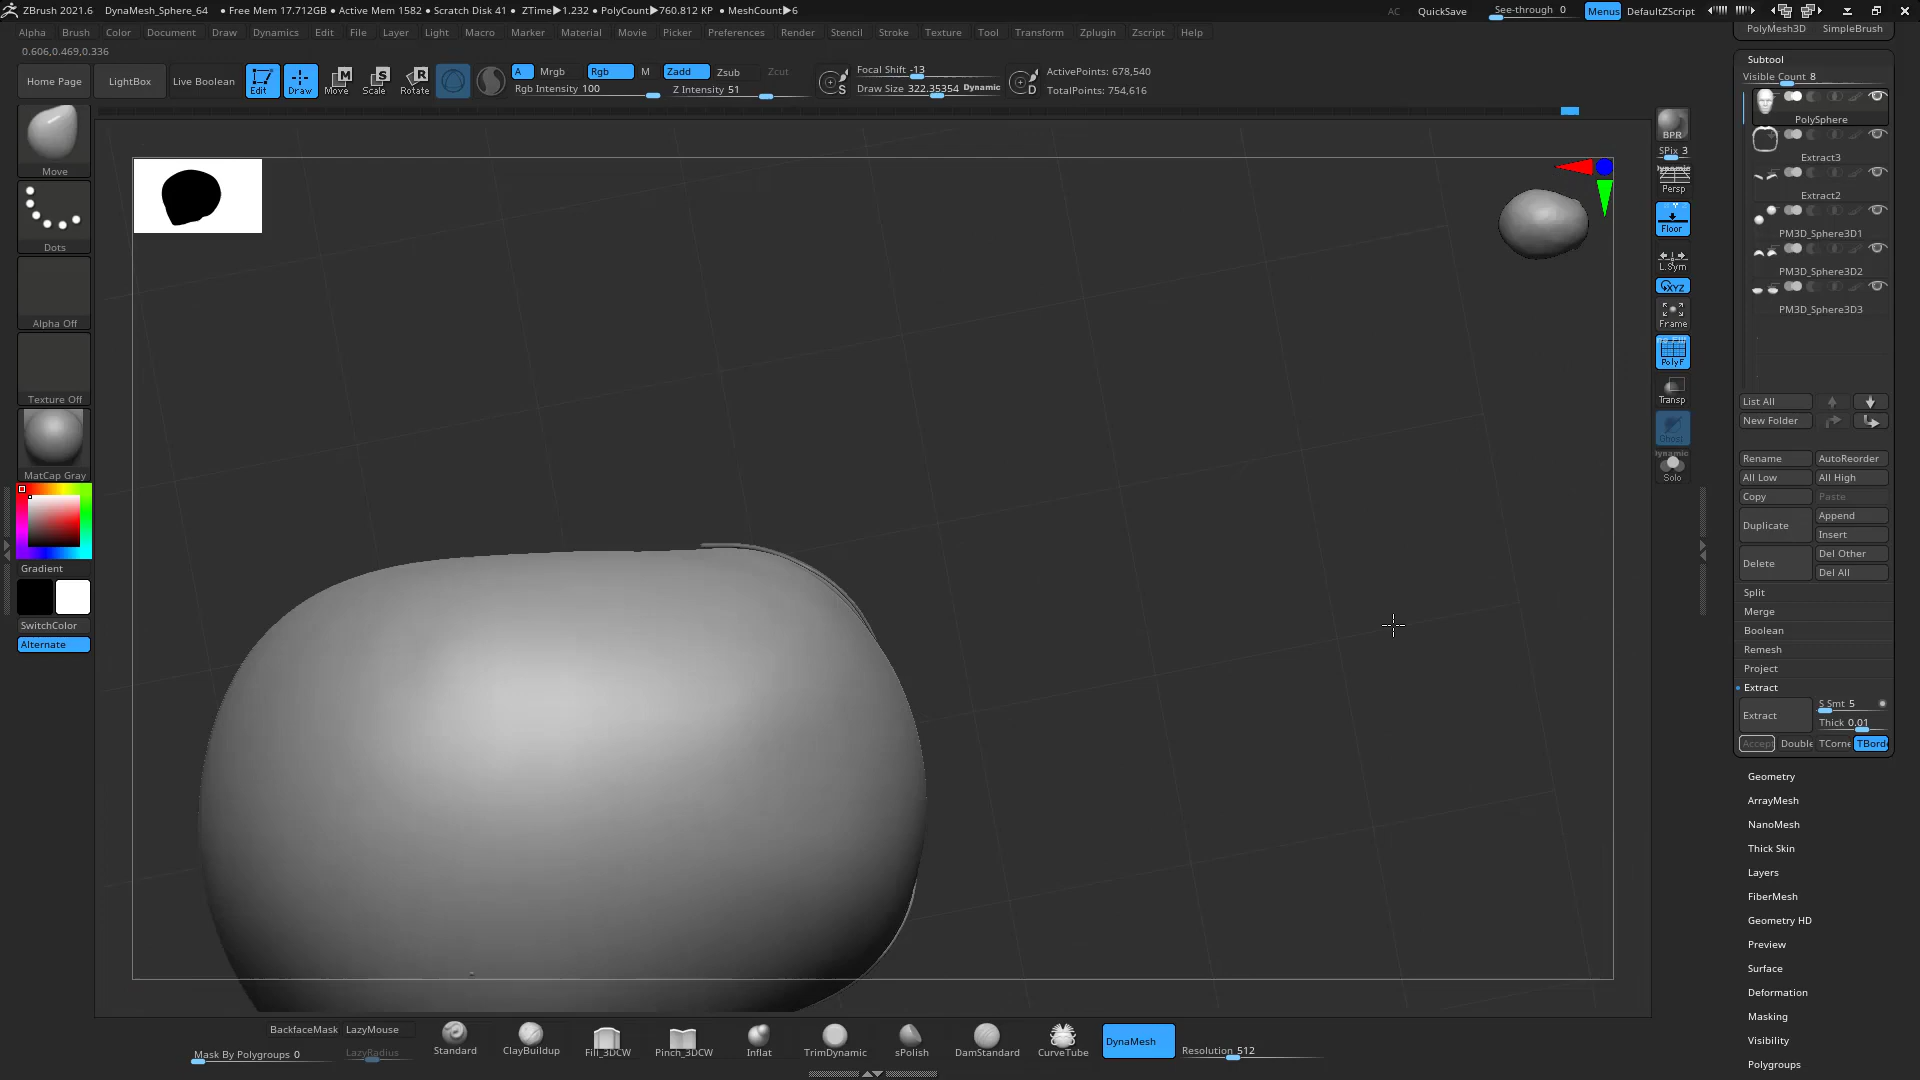 ZBrush 2021.6 DynaMesh_Sphere_64 • Free Mem 17.712GB • Active Mem 1582 • Scratch Disk 41 • ZTime▶1.232 • PolyCount▶760.812 KP • MeshCount▶6 AC QuickSave See-through 0 Menus DefaultZScript
Alpha Brush Color Document Draw Dynamics Edit File Layer Light Macro Marker Material Movie Picker Preferences Render Stencil Stroke Texture Tool Transform Zplugin Zscript Help
0.606,0.469,0.336
Home Page LightBox Live Boolean Edit Draw Move Scale Rotate
A Mrgb Rgb M Zadd Zsub Zcut
Rgb Intensity 100 Z Intensity 51
Focal Shift -13
Draw Size 322.35354 Dynamic
ActivePoints: 678,540
TotalPoints: 754,616
S
D
Move
Dots
Alpha Off
Texture Off
MatCap Gray
Gradient
SwitchColor
Alternate
BPR
SPix 3
Dynamic
Persp
Floor
L.Sym
XYZ
Frame
PolyF
Transp
Ghost
Dynamic
Solo
PolyMesh3D SimpleBrush
Subtool
Visible Count 8
PolySphere
Extract3
Extract2
PM3D_Sphere3D1
PM3D_Sphere3D2
PM3D_Sphere3D3
List All
New Folder
Rename AutoReorder
All Low All High
Copy Paste
Duplicate Append
Insert
Delete Del Other
Del All
Split
Merge
Boolean
Remesh
Project
Extract
Extract S Smt 5
Thick 0.01
Accept Double TCorne TBorde
Geometry
ArrayMesh
NanoMesh
Thick Skin
Layers
FiberMesh
Geometry HD
Preview
Surface
Deformation
Masking
Visibility
Polygroups
BackfaceMask LazyMouse
Mask By Polygroups 0 LazyRadius
Standard ClayBuildup Fill_3DCW Pinch_3DCW Inflat TrimDynamic sPolish DamStandard CurveTube
DynaMesh Resolution 512